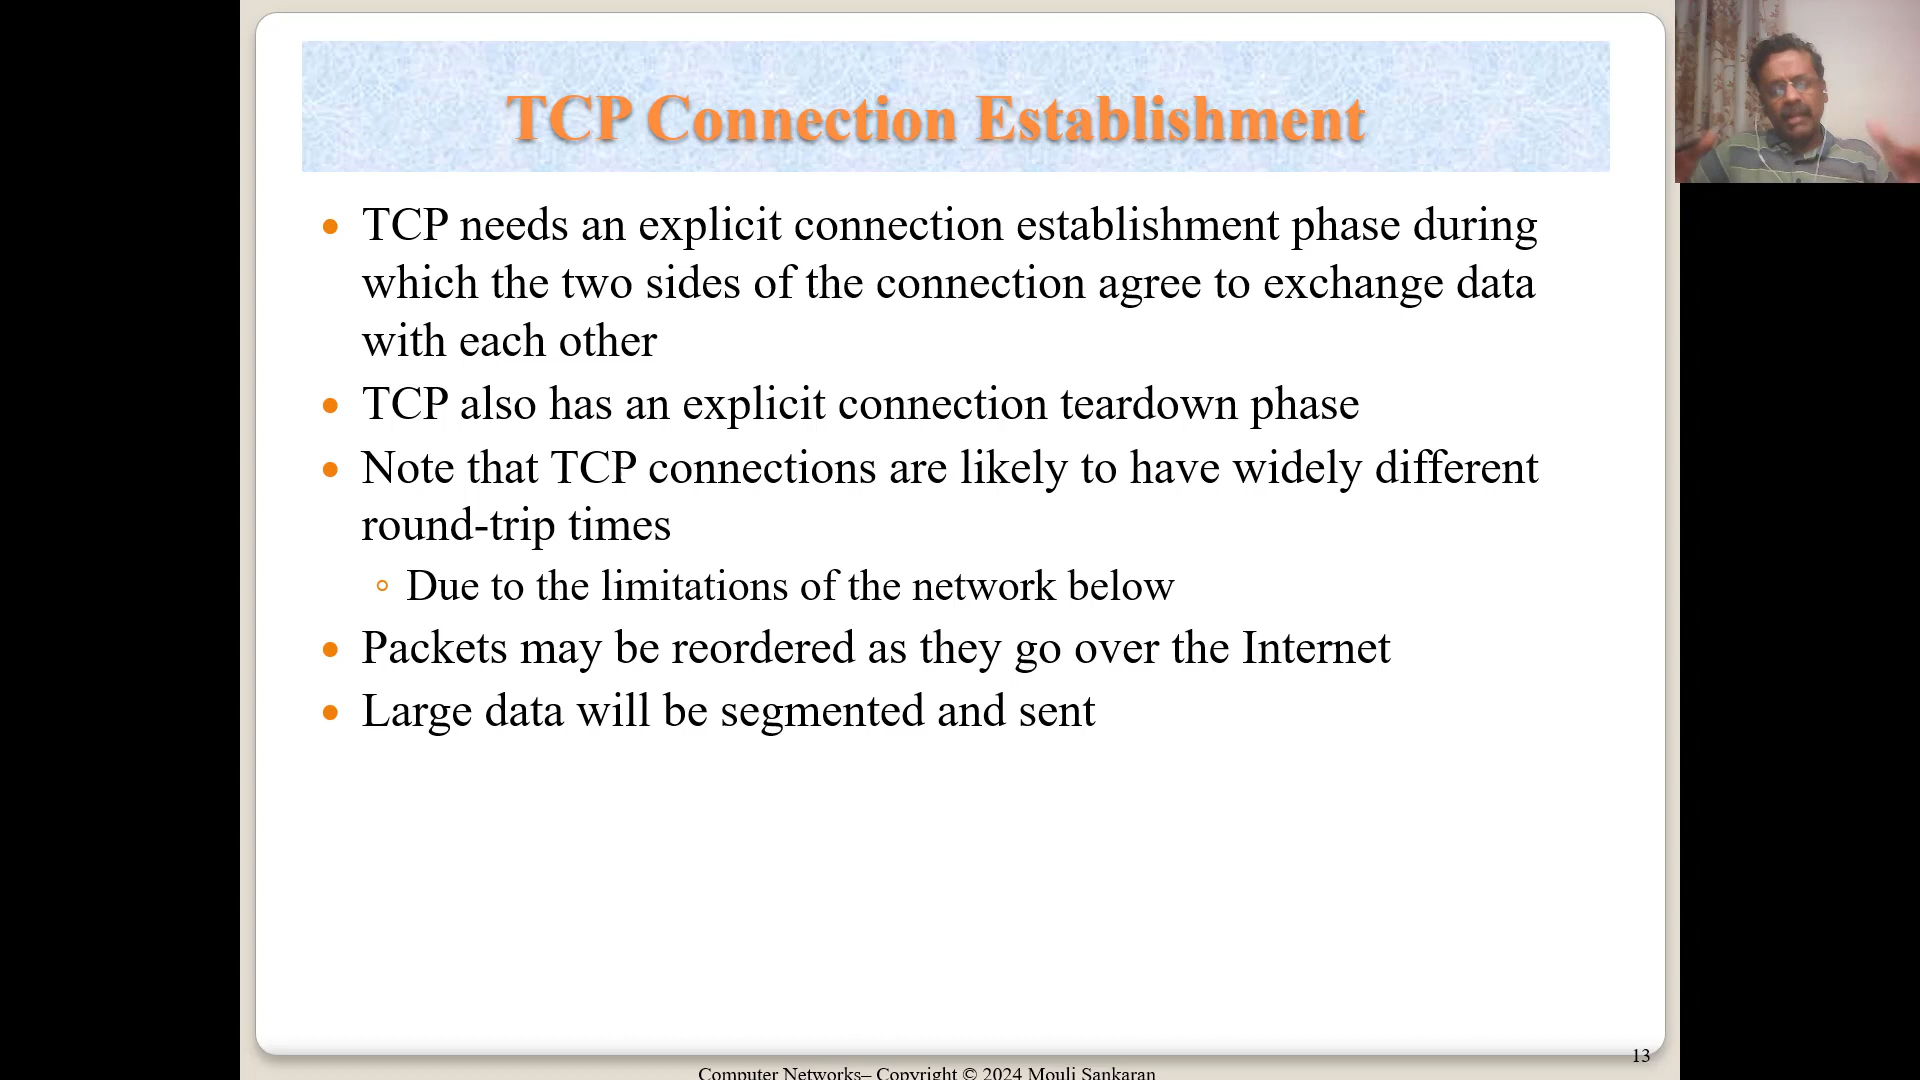 TCP Connection Establishment
• TCP needs an explicit connection establishment phase during
which the two sides of the connection agree to exchange data
with each other
• TCP also has an explicit connection teardown phase
• Note that TCP connections are likely to have widely different
round-trip times
◦ Due to the limitations of the network below
• Packets may be reordered as they go over the Internet
• Large data will be segmented and sent
13
Computer Networks– Copyright © 2024 Mouli Sankaran